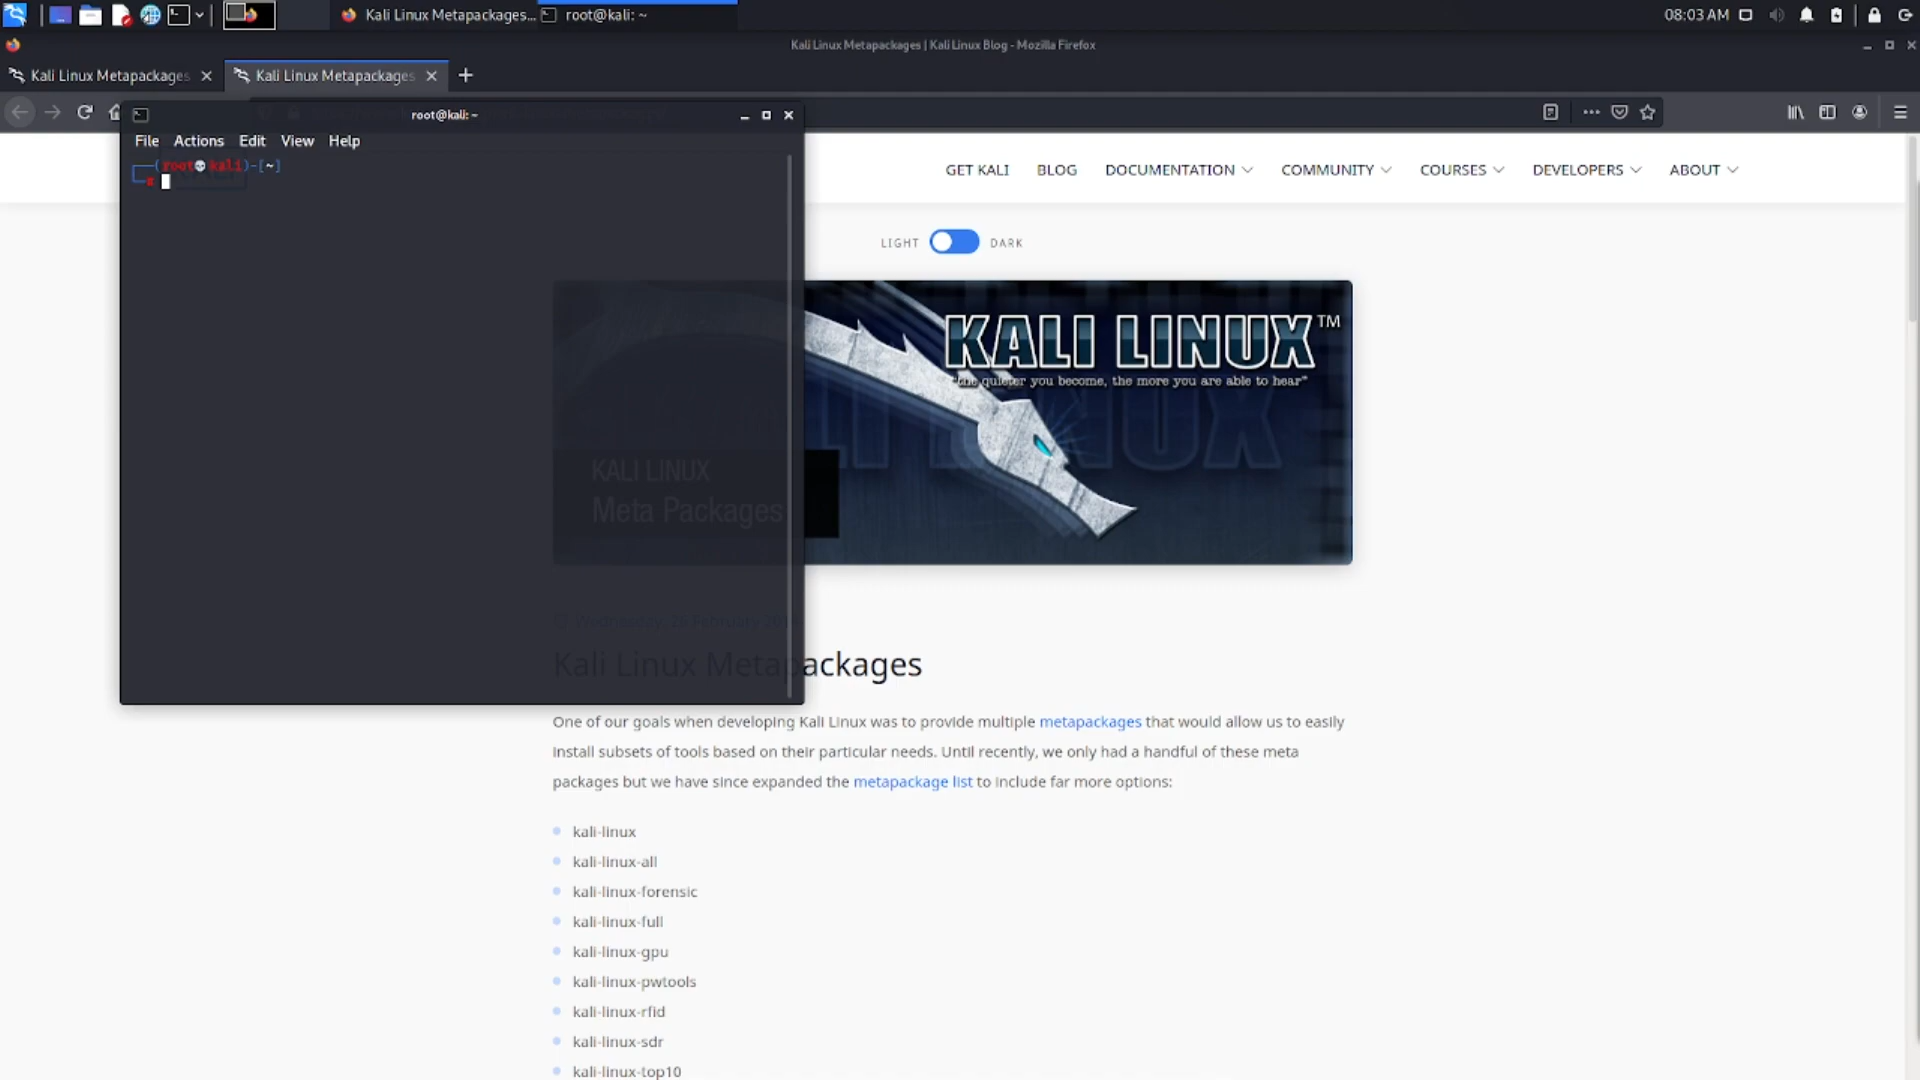 Kali Linux Metapackages... root@kali: ~ 08:03 AM
Kali Linux Metapackages | Kali Linux Blog - Mozilla Firefox
Kali Linux Metapackages Kali Linux Metapackages
root@kali: ~
File Actions Edit View Help
(root💀kali)-[~]
#
GET KALI BLOG DOCUMENTATION COMMUNITY COURSES DEVELOPERS ABOUT
LIGHT DARK
KALI LINUX™
"the quieter you become, the more you are able to hear"
KALI LINUX
Meta Packages
Wednesday, 26 February
Kali Linux Metapackages
One of our goals when developing Kali Linux was to provide multiple metapackages that would allow us to easily
install subsets of tools based on their particular needs. Until recently, we only had a handful of these meta
packages but we have since expanded the metapackage list to include far more options:
kali-linux
kali-linux-all
kali-linux-forensic
kali-linux-full
kali-linux-gpu
kali-linux-pwtools
kali-linux-rfid
kali-linux-sdr
kali-linux-top10